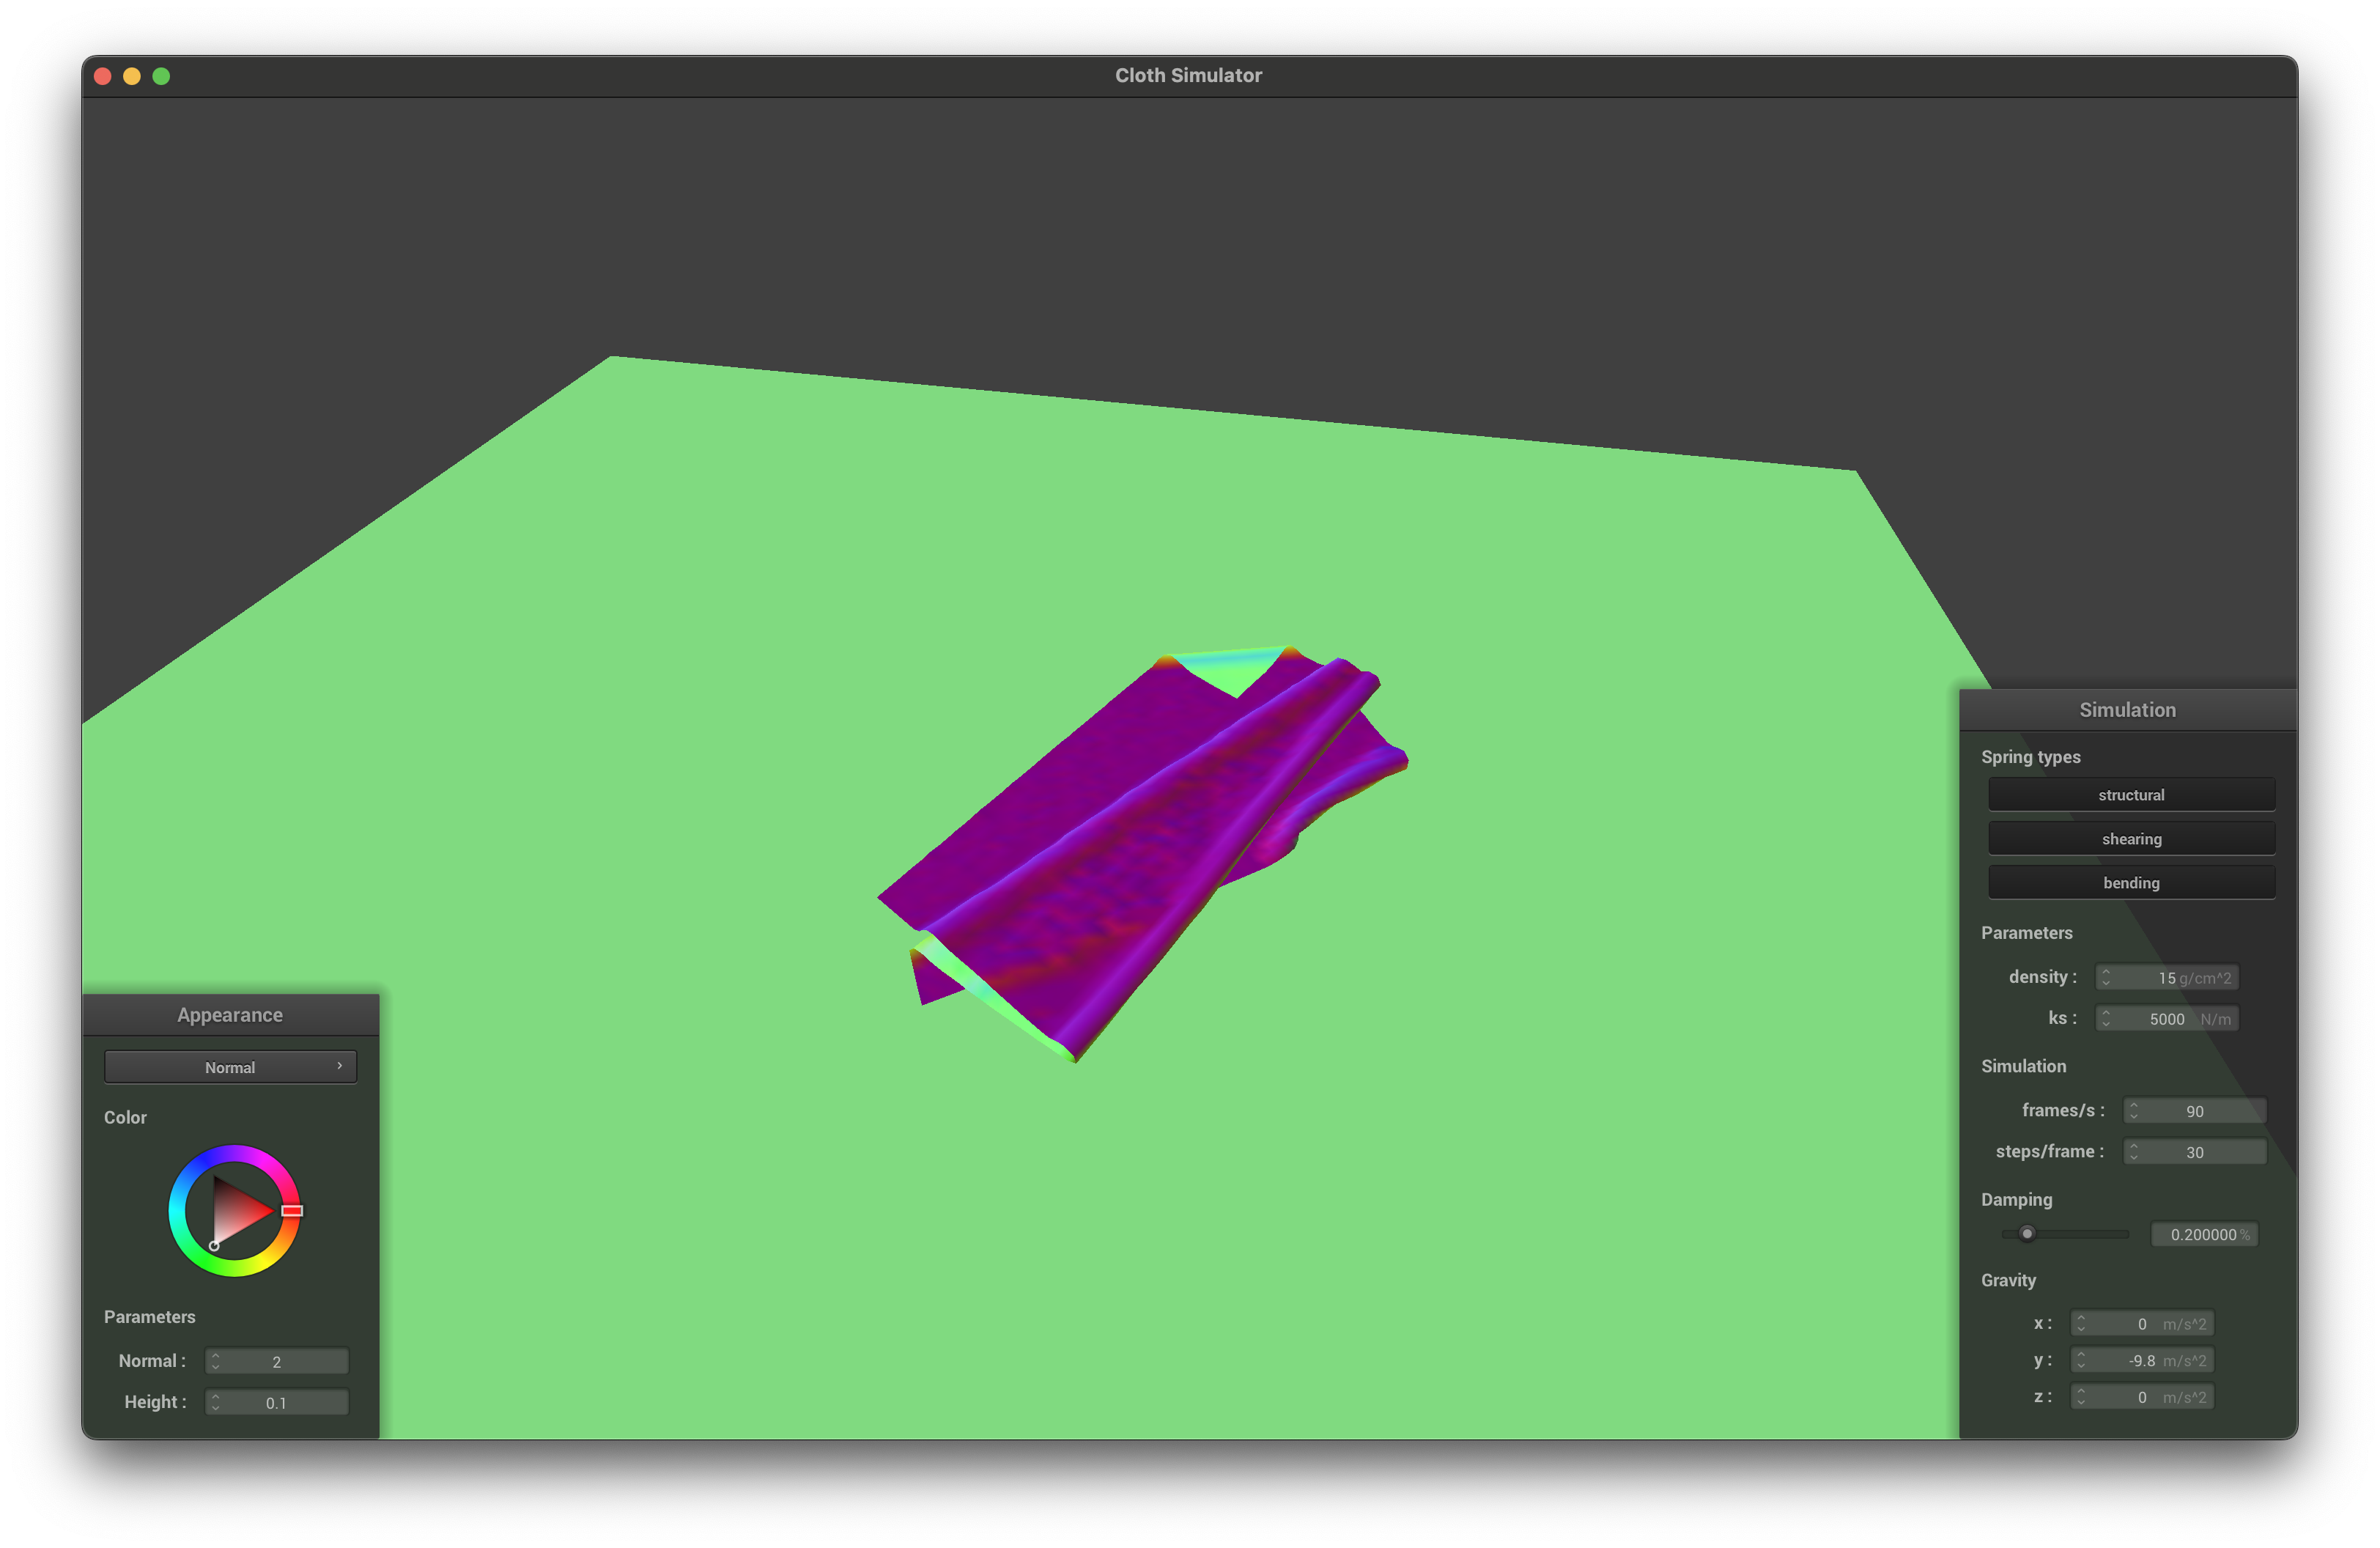 Cloth Simulator
Simulation
Spring types
structural
shearing
bending
Parameters
density : 15 g/cm^2
ks : 5000 N/m
Simulation
frames/s : 90
steps/frame : 30
Damping
0.200000 %
Gravity
x : 0 m/s^2
y : -9.8 m/s^2
z : 0 m/s^2
Appearance
Normal
Color
Parameters
Normal : 2
Height : 0.1